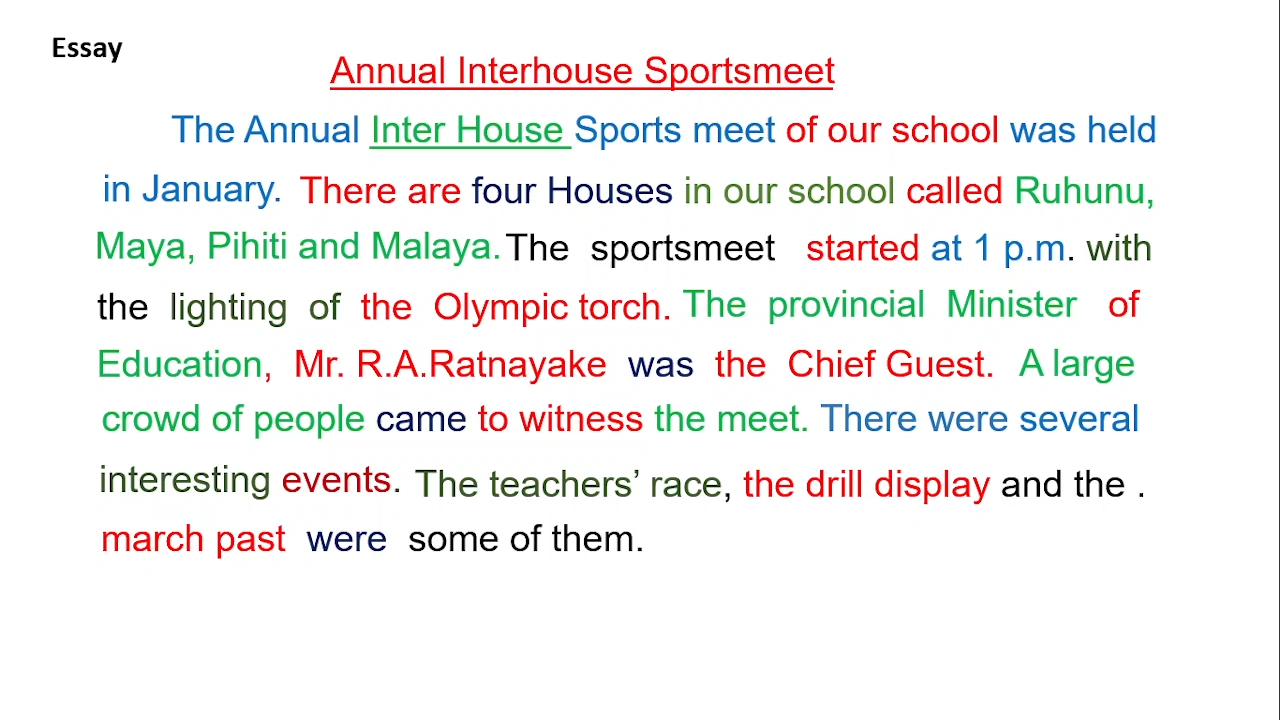 Essay
Annual Interhouse Sportsmeet
The Annual Inter House Sports meet of our school was held
in January. There are four Houses in our school called Ruhunu,
Maya, Pihiti and Malaya. The sportsmeet started at 1 p.m. with
the lighting of the Olympic torch. The provincial Minister of
Education, Mr. R.A.Ratnayake was the Chief Guest. A large
crowd of people came to witness the meet. There were several
interesting events. The teachers’ race, the drill display and the .
march past were some of them.